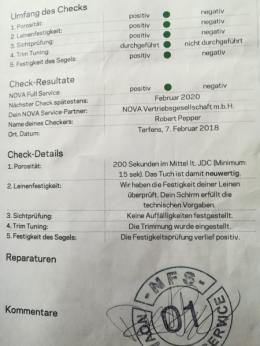 Umfang des Checks
1. Porosität: positiv negativ
2. Leinenfestigkeit: positiv negativ
3. Sichtprüfung: durchgeführt nicht durchgeführt
4. Trim Tuning: positiv negativ
5. Festigkeit des Segels:
Check-Resultate
NOVA Full Service positiv negativ
Nächster Check spätestens: Februar 2020
Dein NOVA Service-Partner: NOVA Vertriebsgesellschaft m.b.H.
Name deines Checkers: Robert Pepper
Ort, Datum: Terfens, 7. Februar 2018
Check-Details
1. Porosität: 200 Sekunden im Mittel lt. JDC (Minimum:
15 sek). Das Tuch ist damit neuwertig.
2. Leinenfestigkeit: Wir haben die Festigkeit deiner Leinen
überprüft. Dein Schirm erfüllt die
technischen Vorgaben.
3. Sichtprüfung: Keine Auffälligkeiten festgestellt.
4. Trim Tuning: Die Trimmung wurde eingestellt.
5. Festigkeit des Segels: Die Festigkeitsprüfung verlief positiv.
Reparaturen
Kommentare
-NFS-
01